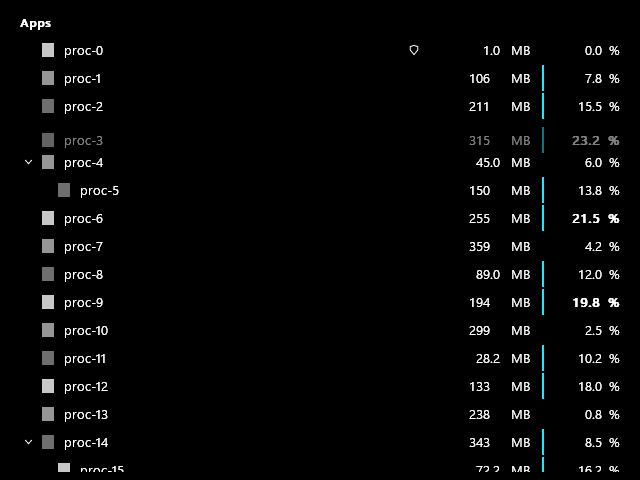 Apps
proc-0 1.0 MB 0.0 %
proc-1 106 MB 7.8 %
proc-2 211 MB 15.5 %
proc-3 315 MB 23.2 %
proc-4 45.0 MB 6.0 %
proc-5 150 MB 13.8 %
proc-6 255 MB 21.5 %
proc-7 359 MB 4.2 %
proc-8 89.0 MB 12.0 %
proc-9 194 MB 19.8 %
proc-10 299 MB 2.5 %
proc-11 28.2 MB 10.2 %
proc-12 133 MB 18.0 %
proc-13 238 MB 0.8 %
proc-14 343 MB 8.5 %
proc-15 72.2 MB 16.2 %